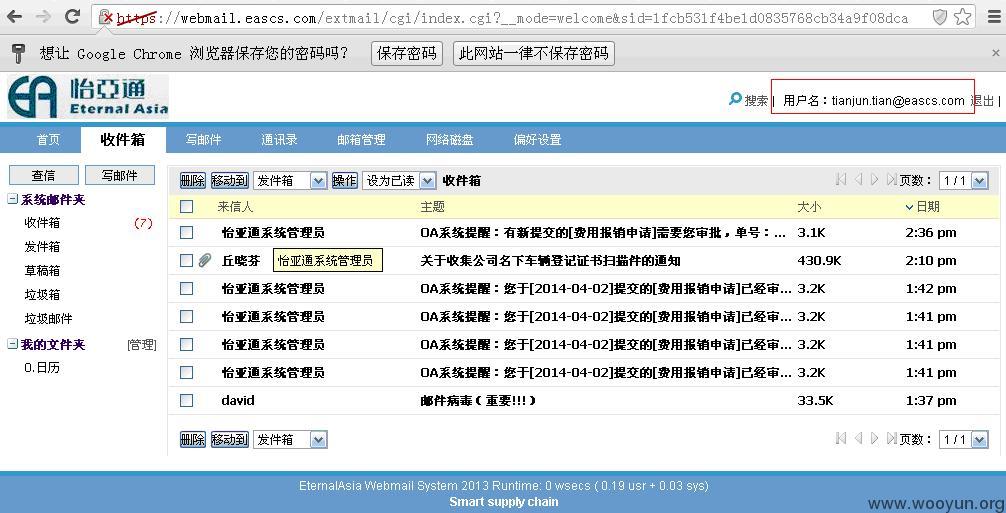 https://webmail.eascs.com/extmail/cgi/index.cgi?__mode=welcome&sid=1fcb531f4be1d0835768cb34a9f08dca
想让 Google Chrome 浏览器保存您的密码吗？ 保存密码 此网站一律不保存密码
EA 怡亞通 Eternal Asia
搜索 | 用户名：tianjun.tian@eascs.com 退出 |
首页 收件箱 写邮件 通讯录 邮箱管理 网络磁盘 偏好设置
查信 写邮件
系统邮件夹
收件箱 (7)
发件箱
草稿箱
垃圾箱
垃圾邮件
我的文件夹 [管理]
0.日历
删除 移动到 发件箱 操作 设为已读 收件箱 页数： 1 / 1
来信人 主题 大小 日期
怡亚通系统管理员 OA系统提醒：有新提交的[费用报销申请]需要您审批，单号：... 3.1K 2:36 pm
丘晓芬 怡亚通系统管理员 关于收集公司名下车辆登记证书扫描件的通知 430.9K 2:10 pm
怡亚通系统管理员 OA系统提醒：您于[2014-04-02]提交的[费用报销申请]已经审... 3.2K 1:42 pm
怡亚通系统管理员 OA系统提醒：您于[2014-04-02]提交的[费用报销申请]已经审... 3.2K 1:41 pm
怡亚通系统管理员 OA系统提醒：您于[2014-04-02]提交的[费用报销申请]已经审... 3.2K 1:41 pm
怡亚通系统管理员 OA系统提醒：您于[2014-04-02]提交的[费用报销申请]已经审... 3.2K 1:41 pm
david 邮件病毒（重要!!!） 33.5K 1:37 pm
删除 移动到 发件箱 页数： 1 / 1
EternalAsia Webmail System 2013 Runtime: 0 wsecs ( 0.19 usr + 0.03 sys)
Smart supply chain
www.wooyun.org